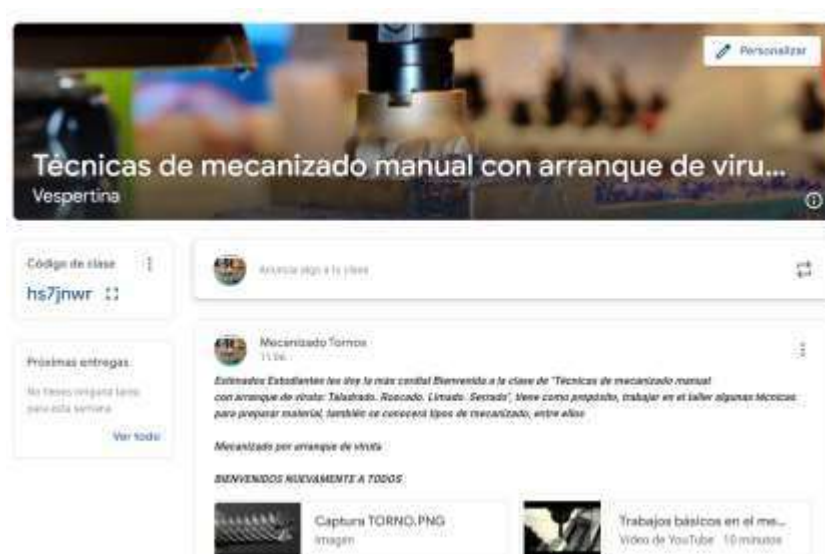 Personalizar
Técnicas de mecanizado manual con arranque de viru...
Vespertina
Código de clase
hs7jnwr
Anuncia algo a tu clase
Próximas entregas
No tienes ninguna tarea
para esta semana
Ver todo
Mecanizado Tornos
Estimados Estudiantes les doy la más cordial Bienvenida a la clase de "Técnicas de mecanizado manual
con arranque de viruta: Taladrado. Roscado. Limado. Serrado", tiene como propósito, trabajar en el taller algunas técnicas
para preparar material, también se conocerá tipos de mecanizado, entre ellos
Mecanizado por arranque de viruta
BIENVENIDOS NUEVAMENTE A TODOS
Captura TORNO.PNG
Imagen
Trabajos básicos en el me...
Vídeo de YouTube 10 minutos